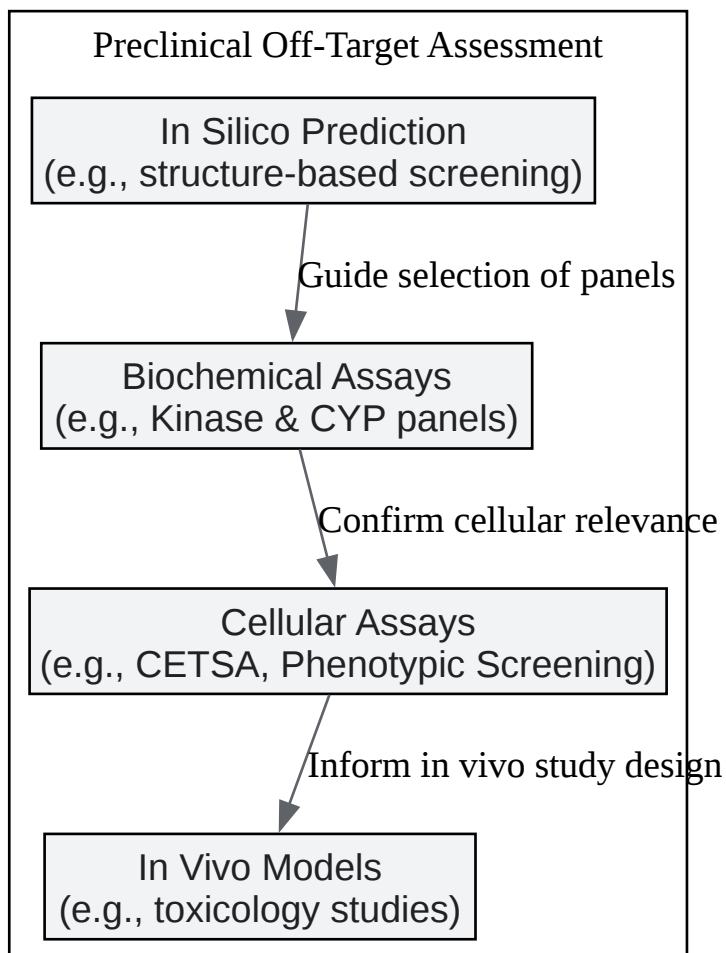 Preclinical Off-Target Assessment
In Silico Prediction
(e.g., structure-based screening)
Guide selection of panels
Biochemical Assays
(e.g., Kinase & CYP panels)
Confirm cellular relevance
Cellular Assays
(e.g., CETSA, Phenotypic Screening)
Inform in vivo study design
In Vivo Models
(e.g., toxicology studies)